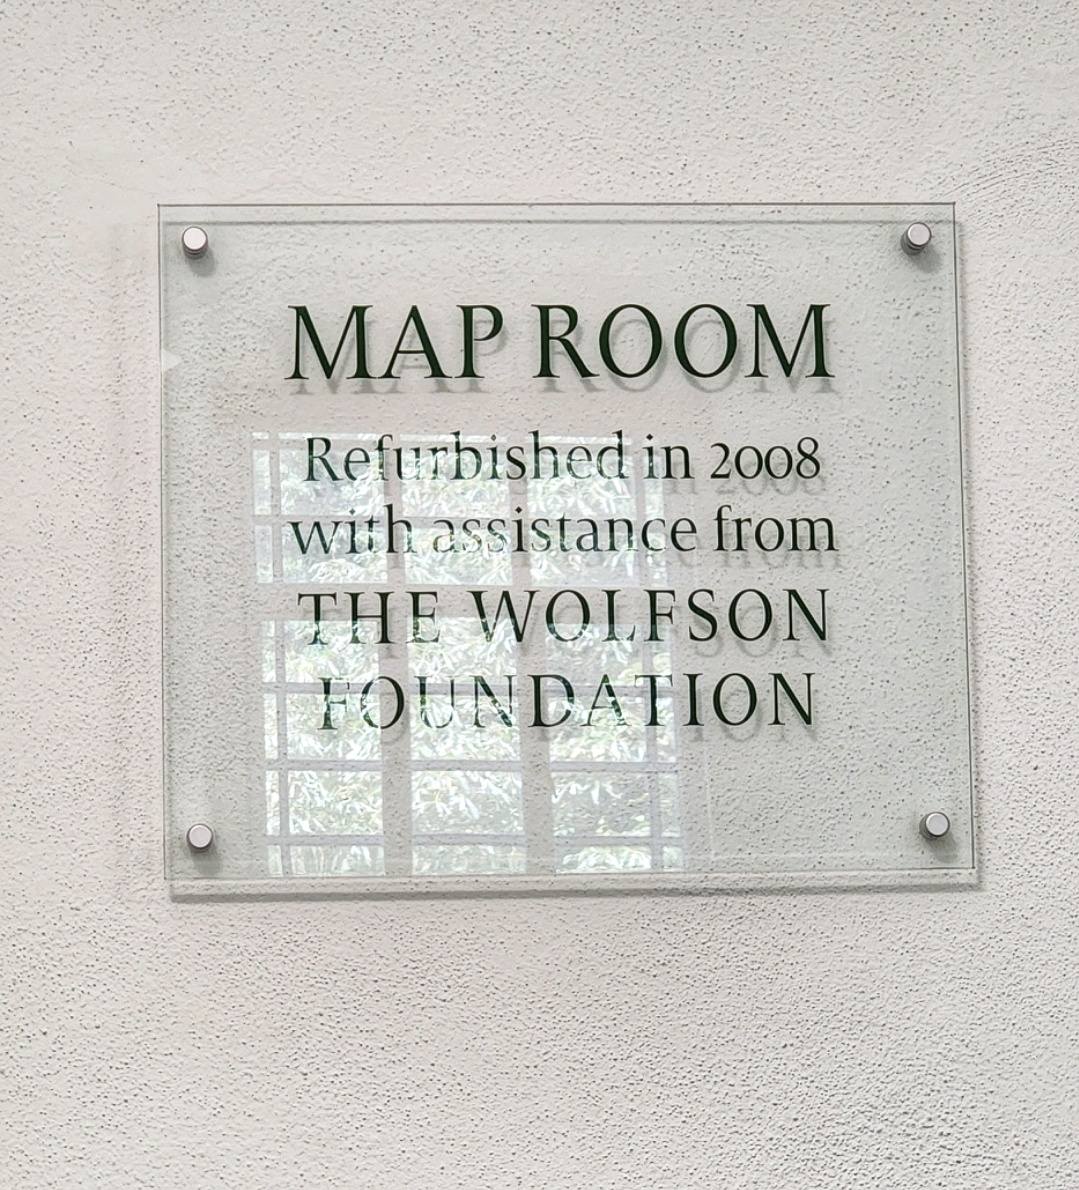 MAP ROOM
Refurbished in 2008
with assistance from
THE WOLFSON
FOUNDATION